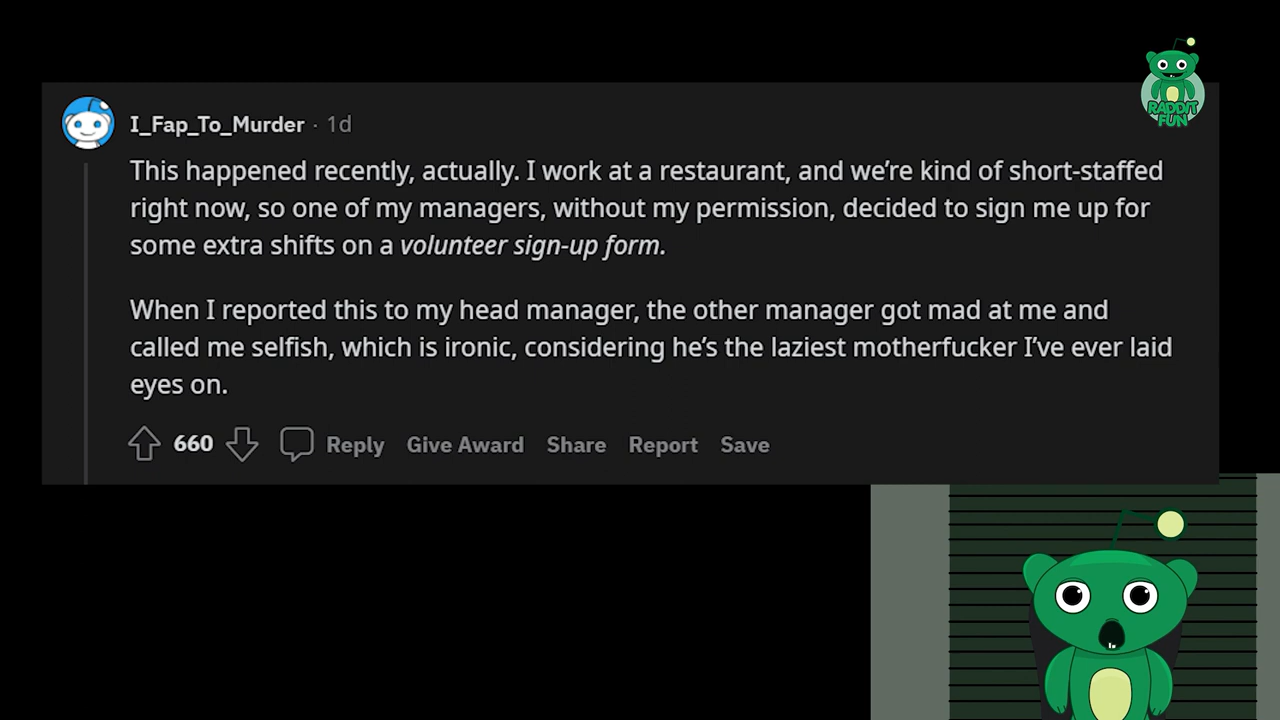 I_Fap_To_Murder · 1d
This happened recently, actually. I work at a restaurant, and we’re kind of short-staffed
right now, so one of my managers, without my permission, decided to sign me up for
some extra shifts on a volunteer sign-up form.
When I reported this to my head manager, the other manager got mad at me and
called me selfish, which is ironic, considering he’s the laziest motherfucker I’ve ever laid
eyes on.
660 Reply Give Award Share Report Save
RADDIT
FUN